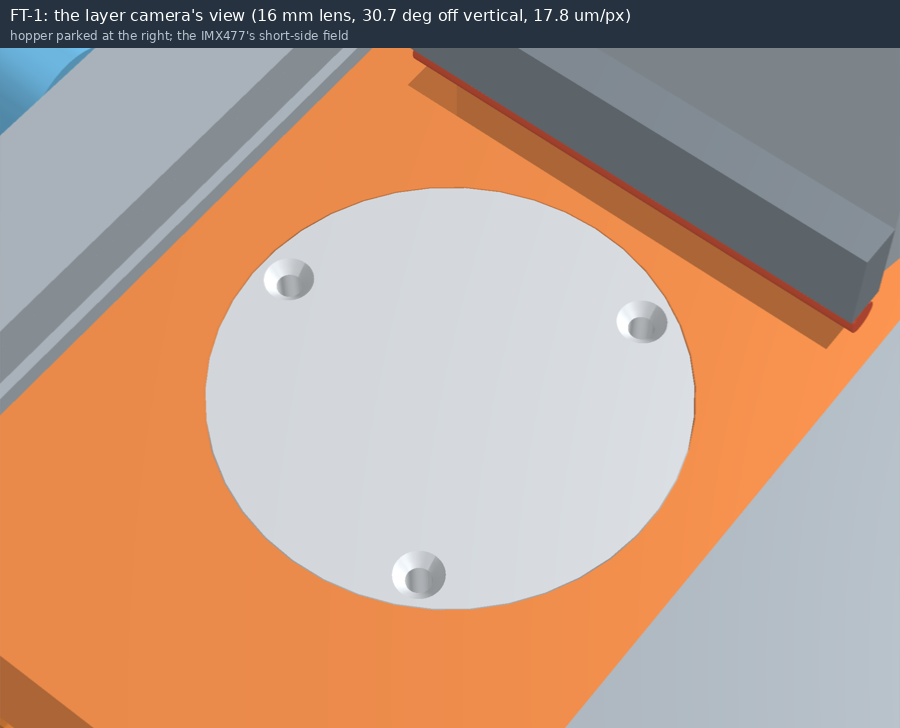 FT-1: the layer camera's view (16 mm lens, 30.7 deg off vertical, 17.8 um/px)
hopper parked at the right; the IMX477's short-side field